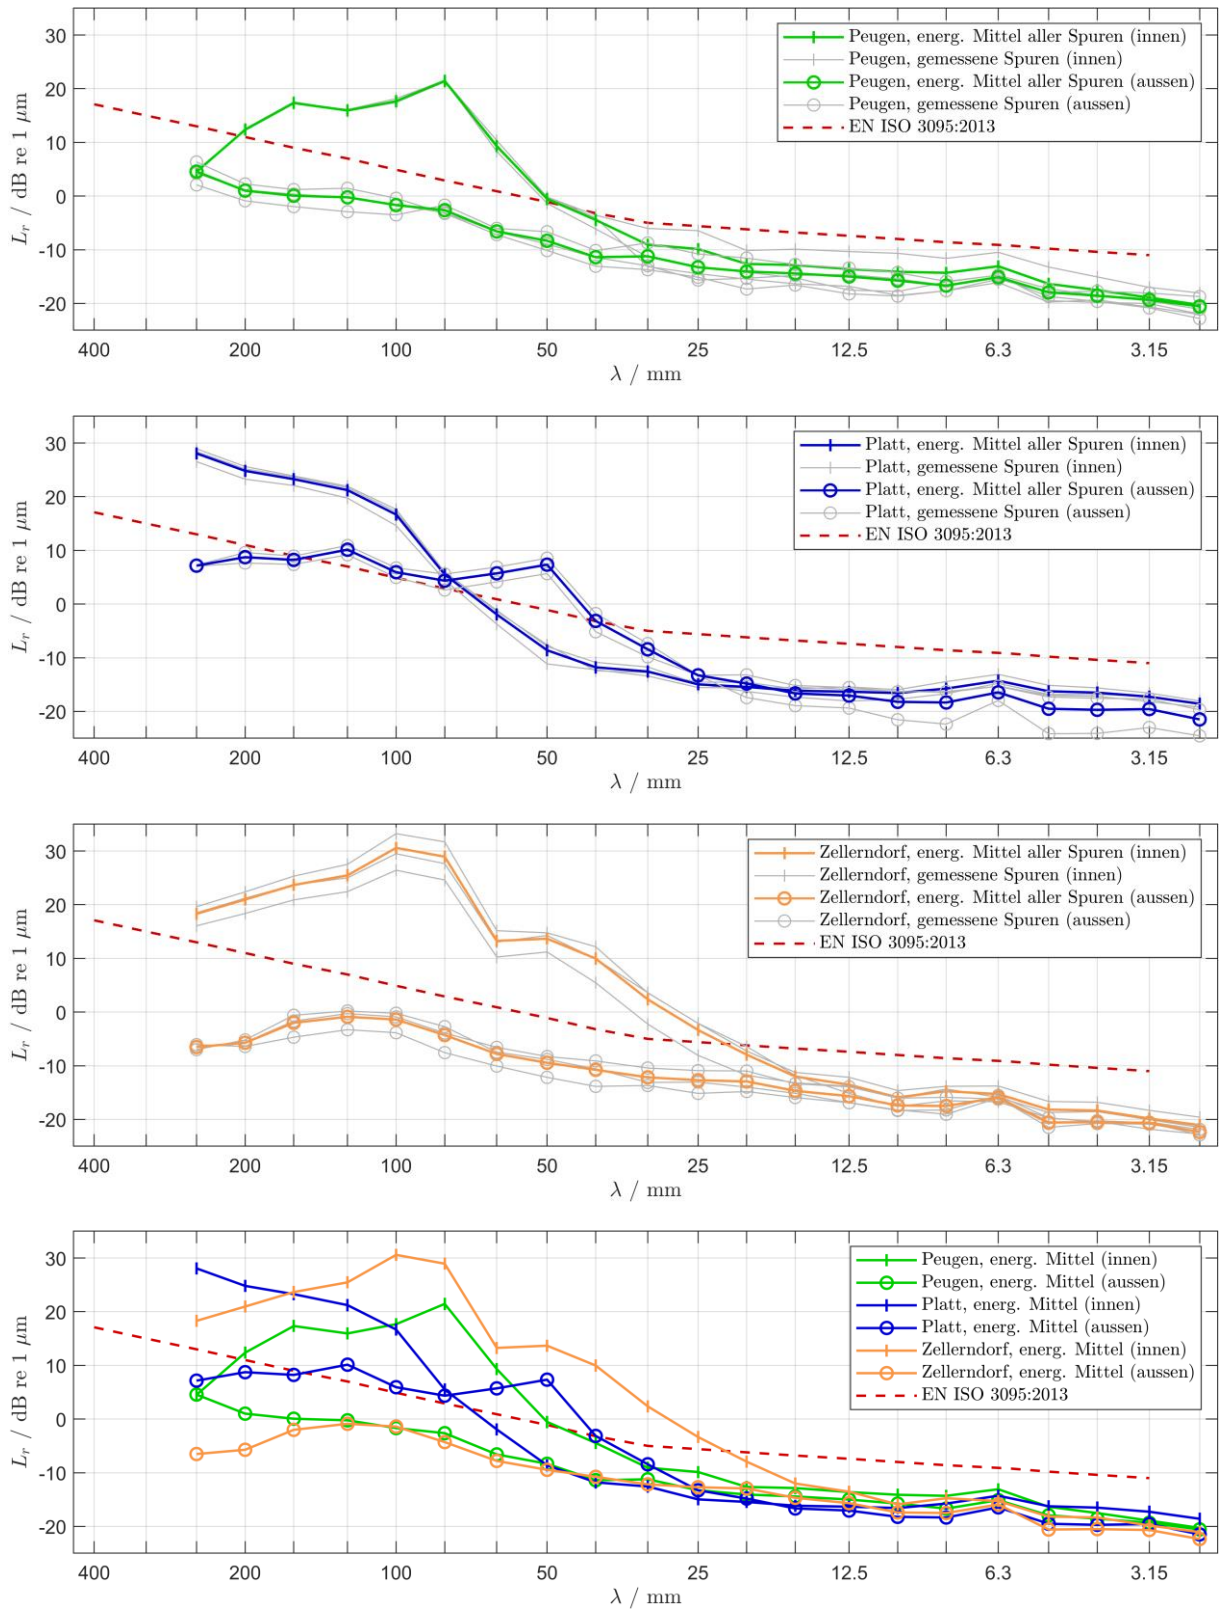 30
20
10
0
-10
-20
L_r / dB re 1 μm
Peugen, energ. Mittel aller Spuren (innen)
Peugen, gemessene Spuren (innen)
Peugen, energ. Mittel aller Spuren (aussen)
Peugen, gemessene Spuren (aussen)
EN ISO 3095:2013
400 200 100 50 25 12.5 6.3 3.15
λ / mm
30
20
10
0
-10
-20
L_r / dB re 1 μm
Platt, energ. Mittel aller Spuren (innen)
Platt, gemessene Spuren (innen)
Platt, energ. Mittel aller Spuren (aussen)
Platt, gemessene Spuren (aussen)
EN ISO 3095:2013
400 200 100 50 25 12.5 6.3 3.15
λ / mm
30
20
10
0
-10
-20
L_r / dB re 1 μm
Zellerndorf, energ. Mittel aller Spuren (innen)
Zellerndorf, gemessene Spuren (innen)
Zellerndorf, energ. Mittel aller Spuren (aussen)
Zellerndorf, gemessene Spuren (aussen)
EN ISO 3095:2013
400 200 100 50 25 12.5 6.3 3.15
λ / mm
30
20
10
0
-10
-20
L_r / dB re 1 μm
Peugen, energ. Mittel (innen)
Peugen, energ. Mittel (aussen)
Platt, energ. Mittel (innen)
Platt, energ. Mittel (aussen)
Zellerndorf, energ. Mittel (innen)
Zellerndorf, energ. Mittel (aussen)
EN ISO 3095:2013
400 200 100 50 25 12.5 6.3 3.15
λ / mm